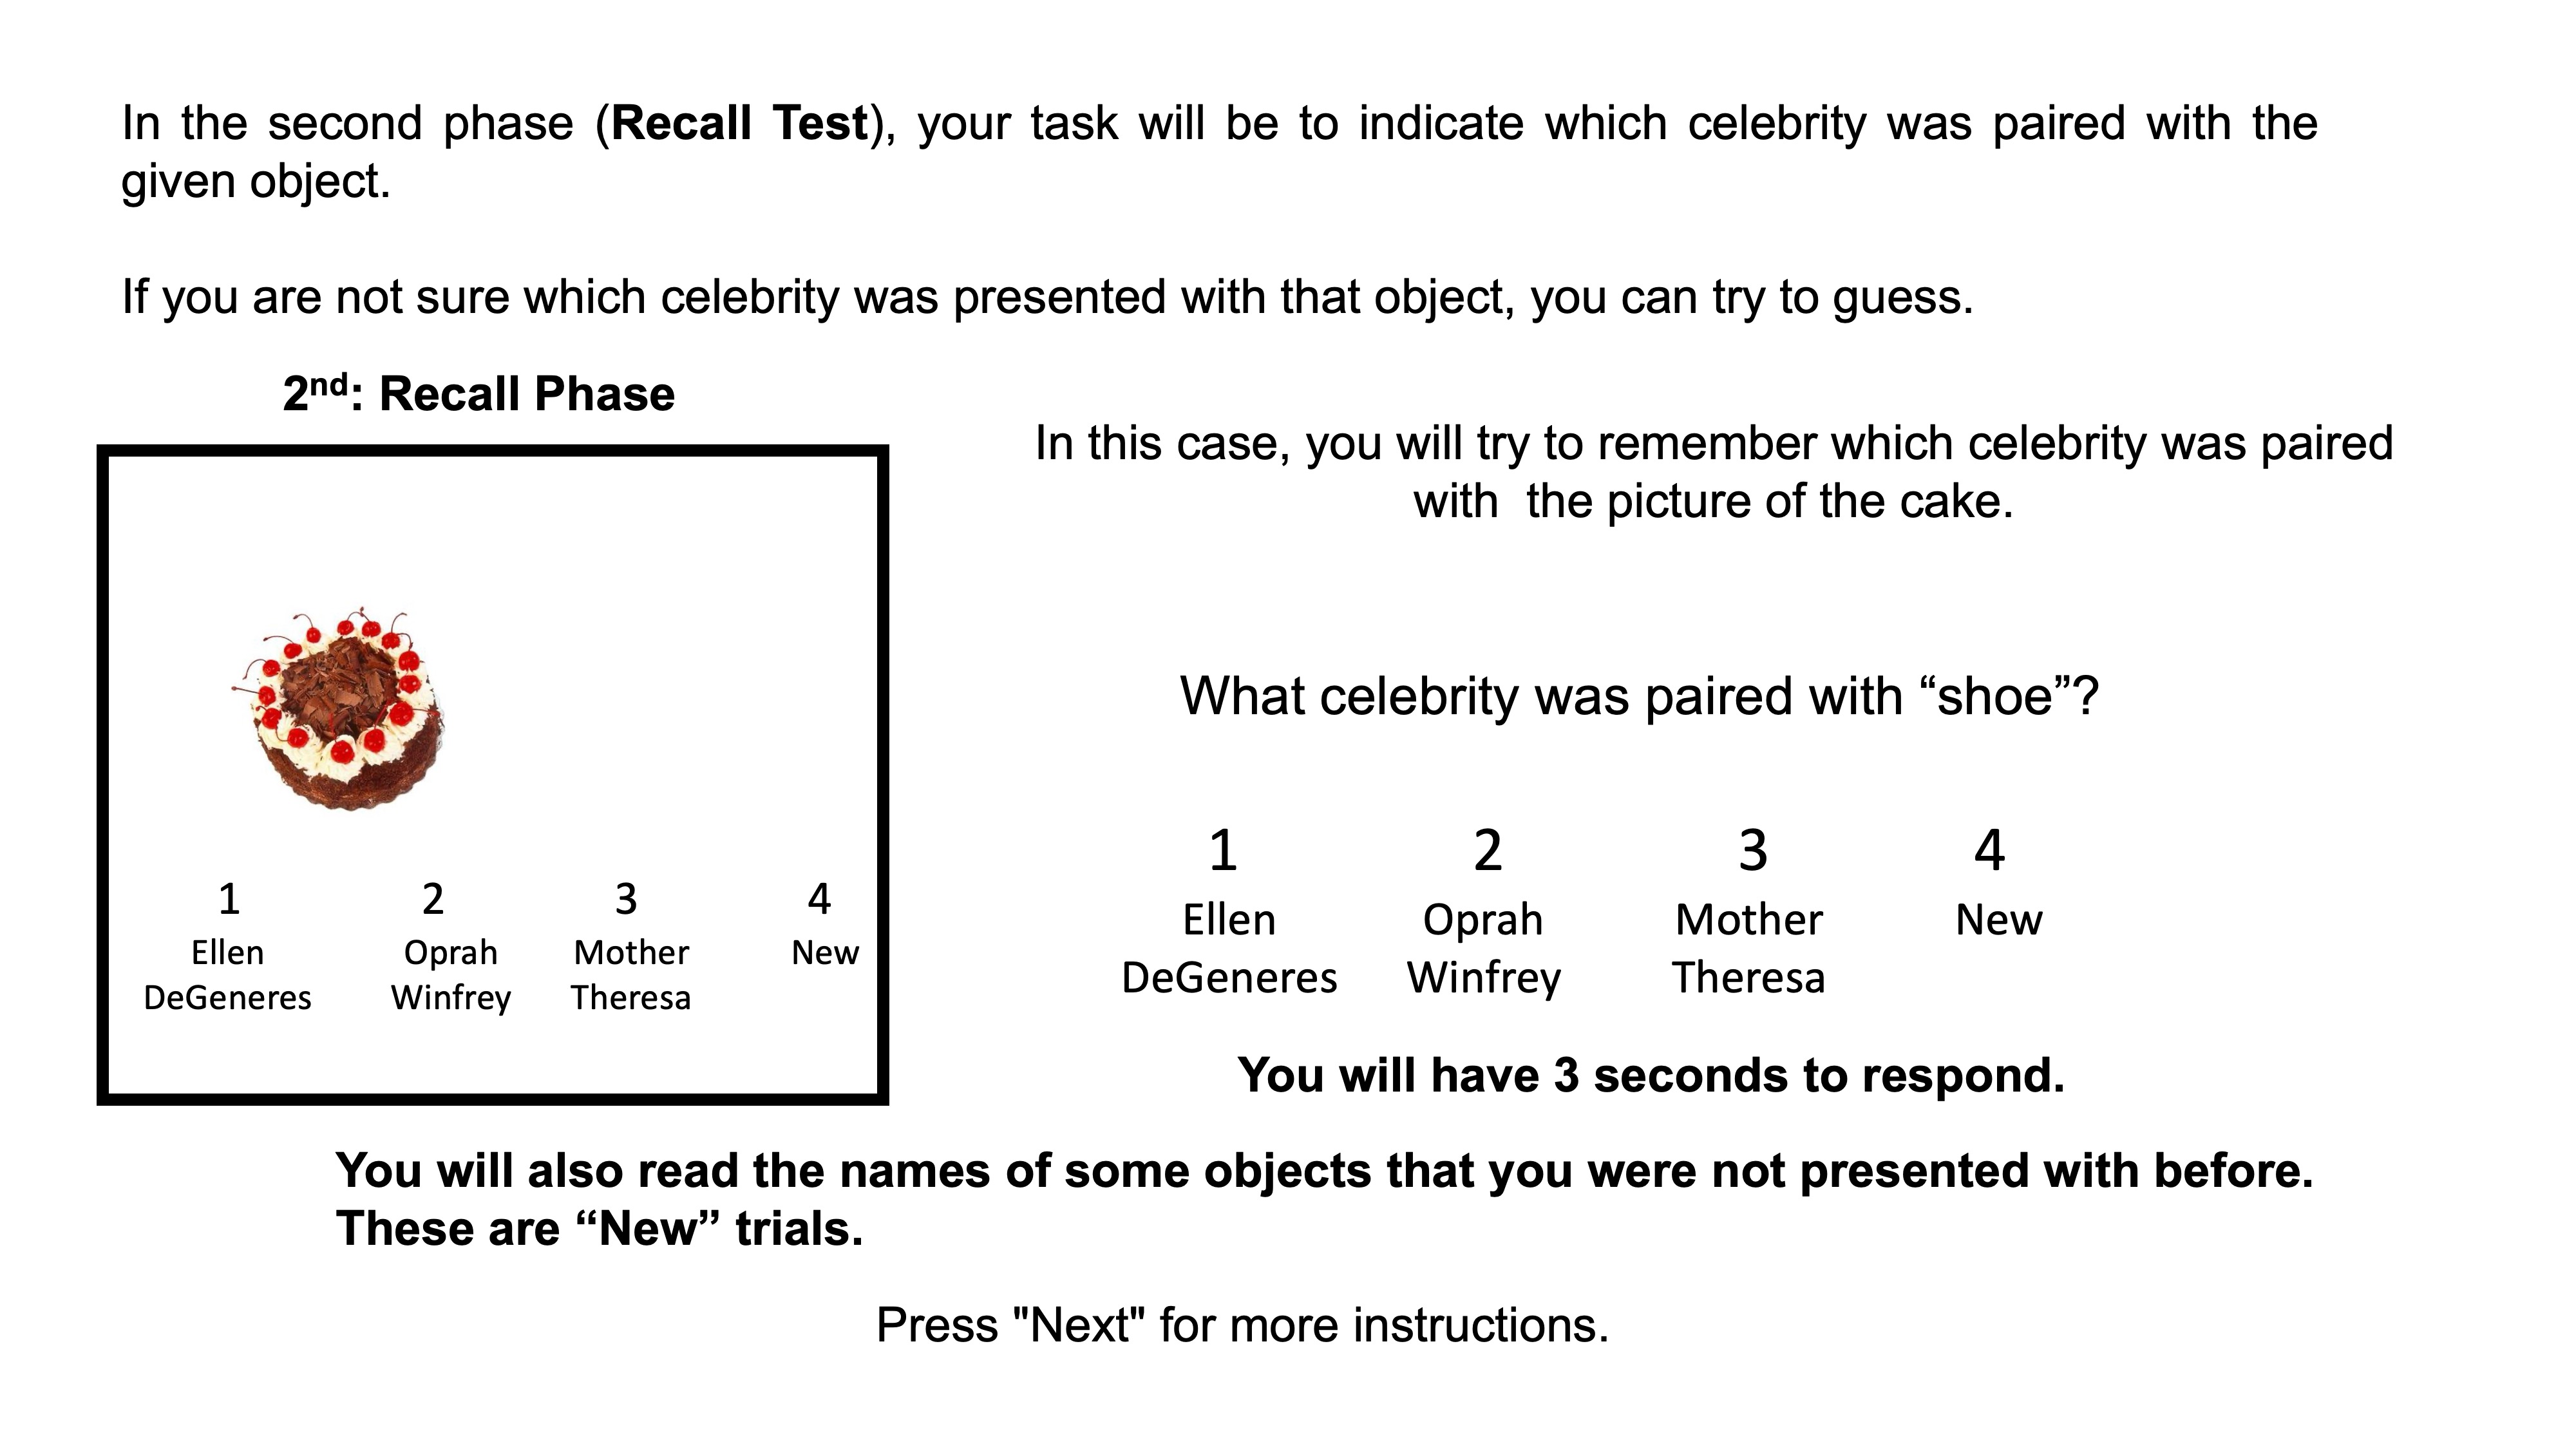 In the second phase (Recall Test), your task will be to indicate which celebrity was paired with the
given object.
If you are not sure which celebrity was presented with that object, you can try to guess.
2nd: Recall Phase
1 2 3 4
Ellen Oprah Mother New
DeGeneres Winfrey Theresa
In this case, you will try to remember which celebrity was paired
with the picture of the cake.
What celebrity was paired with “shoe”?
1 2 3 4
Ellen Oprah Mother New
DeGeneres Winfrey Theresa
You will have 3 seconds to respond.
You will also read the names of some objects that you were not presented with before.
These are “New” trials.
Press "Next" for more instructions.